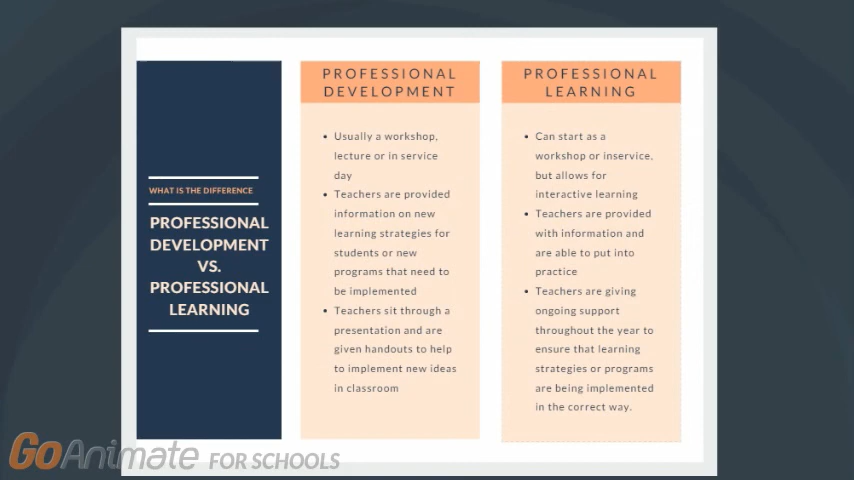 WHAT IS THE DIFFERENCE
PROFESSIONAL
DEVELOPMENT
VS.
PROFESSIONAL
LEARNING
PROFESSIONAL
DEVELOPMENT
• Usually a workshop,
lecture or in service
day
• Teachers are provided
information on new
learning strategies for
students or new
programs that need to
be implemented
• Teachers sit through a
presentation and are
given handouts to help
to implement new ideas
in classroom
PROFESSIONAL
LEARNING
• Can start as a
workshop or inservice,
but allows for
interactive learning
• Teachers are provided
with information and
are able to put into
practice
• Teachers are giving
ongoing support
throughout the year to
ensure that learning
strategies or programs
are being implemented
in the correct way.
GoAnimate FOR SCHOOLS